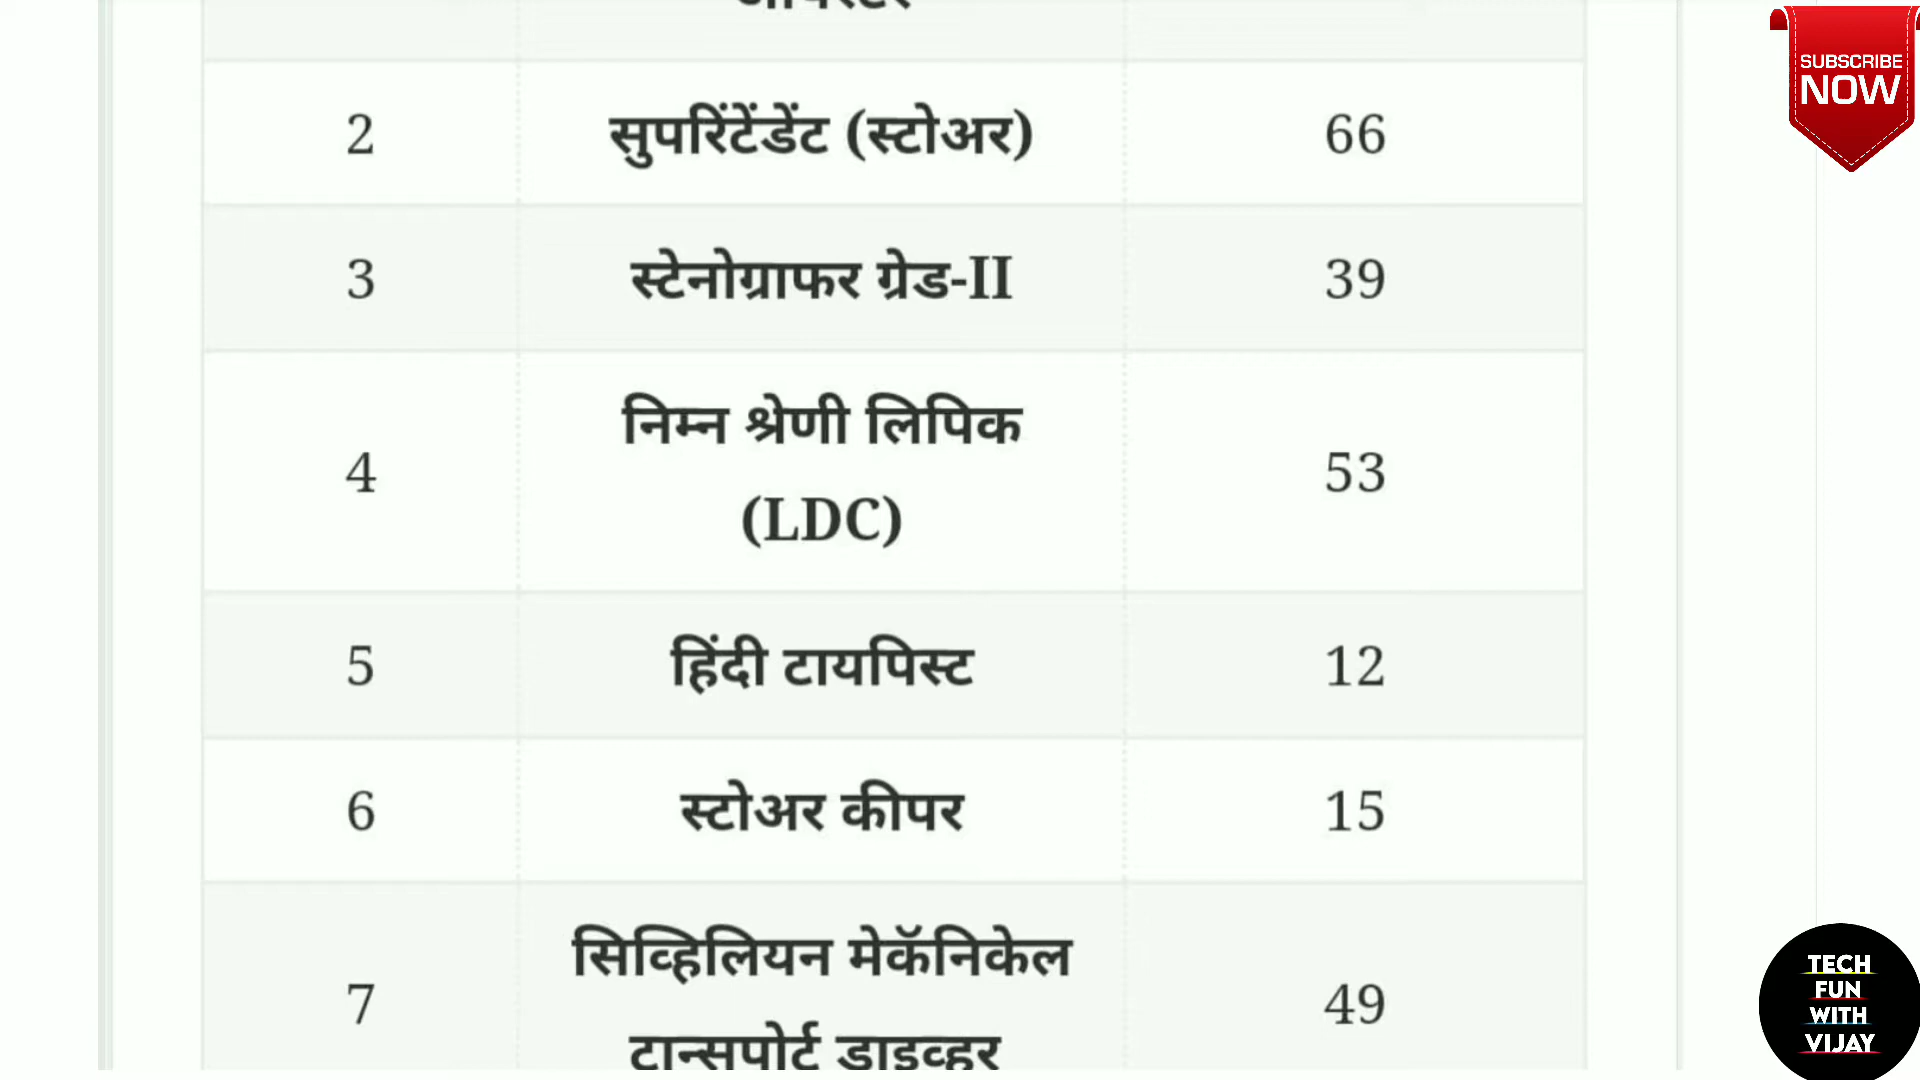 2 सुपरिंटेंडेंट (स्टोअर) 66
3 स्टेनोग्राफर ग्रेड-II 39
निम्न श्रेणी लिपिक
4 53
(LDC)
5 हिंदी टायपिस्ट 12
6 स्टोअर कीपर 15
सिव्हिलियन मेकॅनिकेल
7 49
टान्सपोर्ट डाइव्हर
SUBSCRIBE
NOW
TECH
FUN
WITH
VIJAY